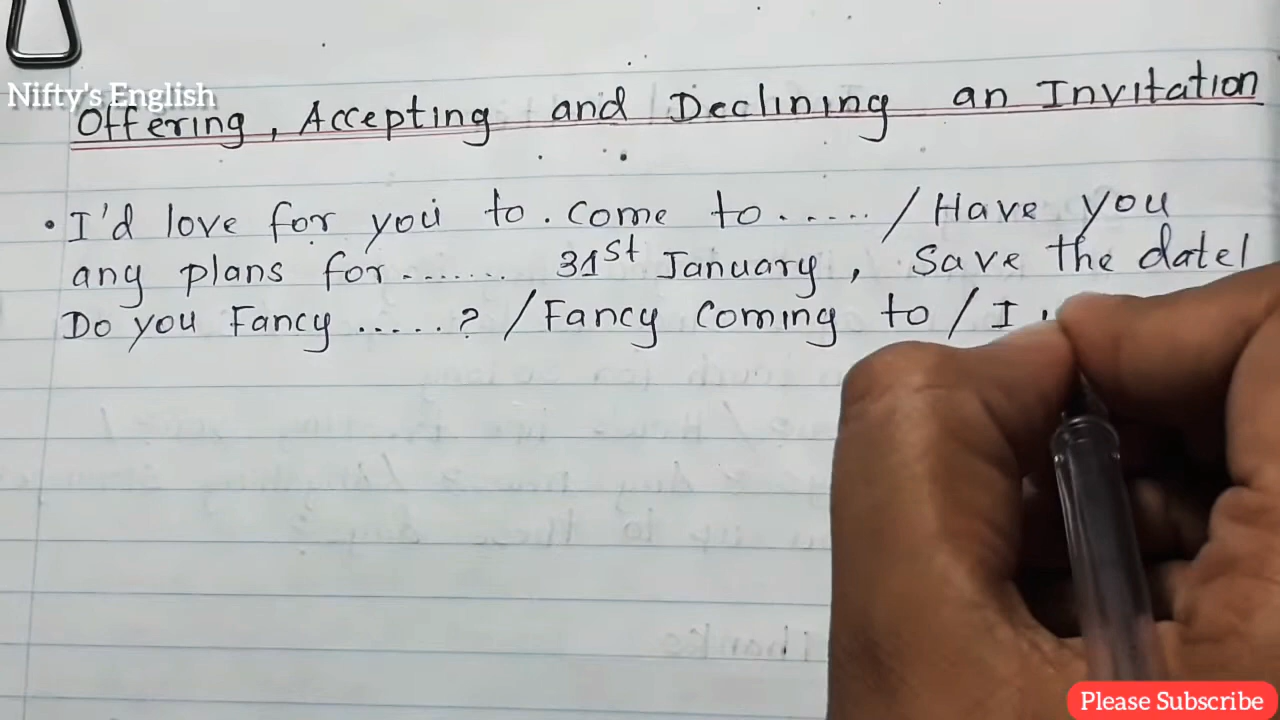 Nifty's English
Offering, Accepting and Declining an Invitation
• I'd love for you to. come to...... / Have you
any plans for........ 31st January, Save the date!
Do you Fancy .....? / Fancy coming to / I
Thanks
Please Subscribe